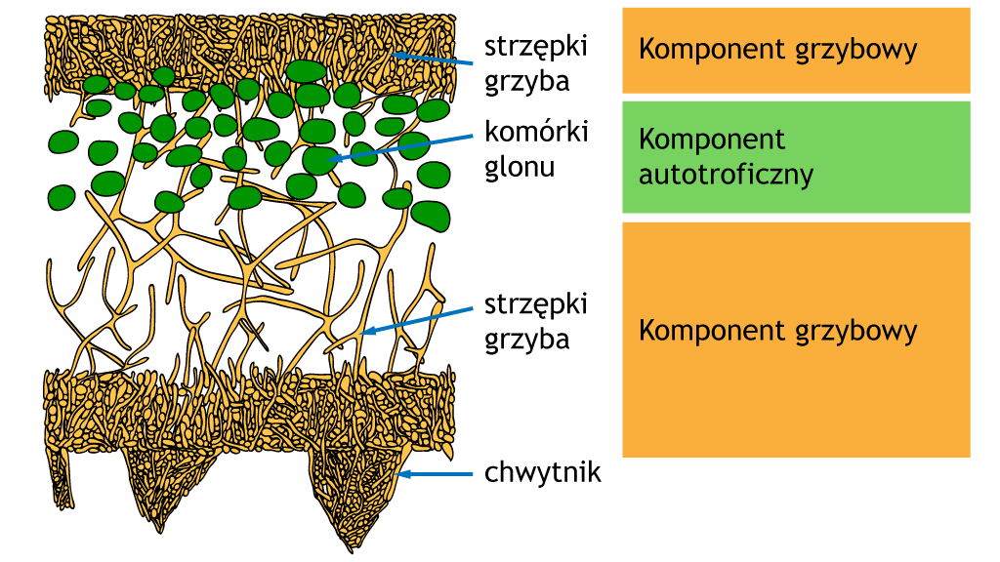 strzępki
grzyba
Komponent grzybowy
komórki
glonu
Komponent
autotroficzny
strzępki
grzyba
Komponent grzybowy
chwytnik